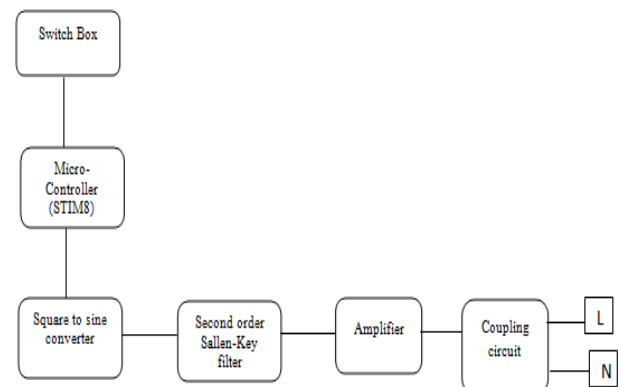 Switch Box
Micro-
Controller
(STIM8)
Square to sine
converter
Second order
Sallen-Key
filter
Amplifier
Coupling
circuit
L
N